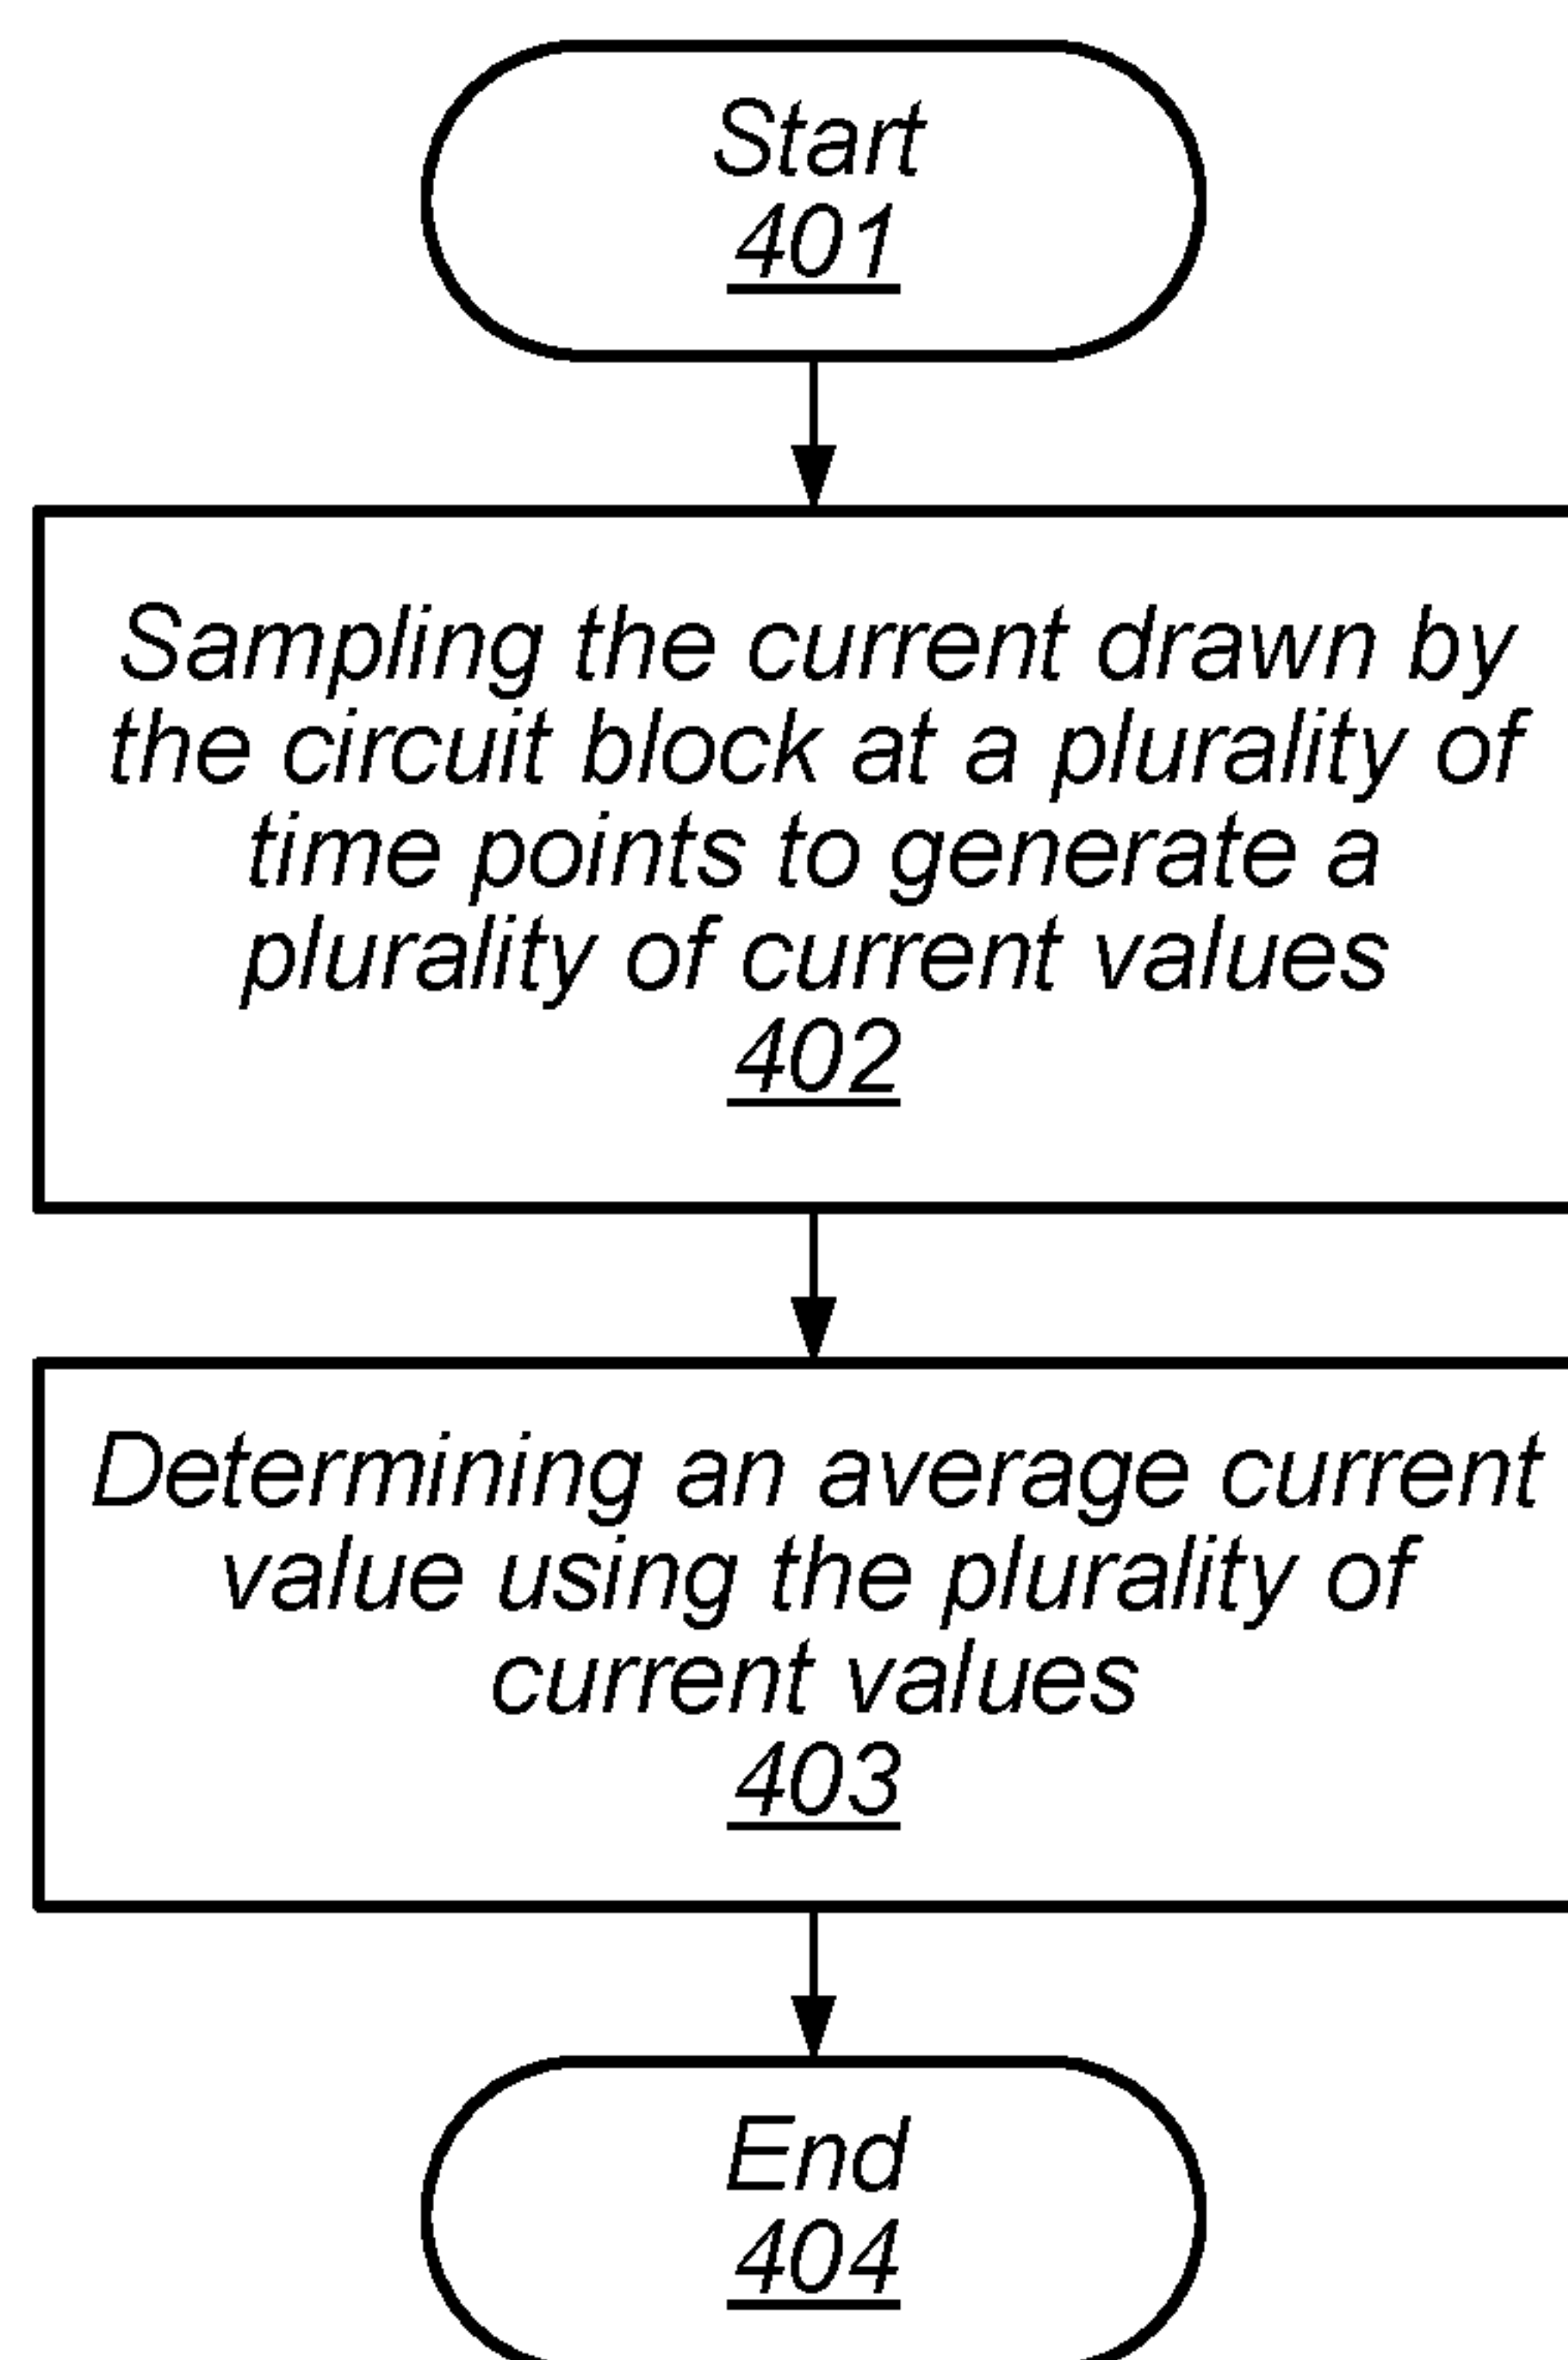 Start
401
Sampling the current drawn by
the circuit block at a plurality of
time points to generate a
plurality of current values
402
Determining an average current
value using the plurality of
current values
403
End
404